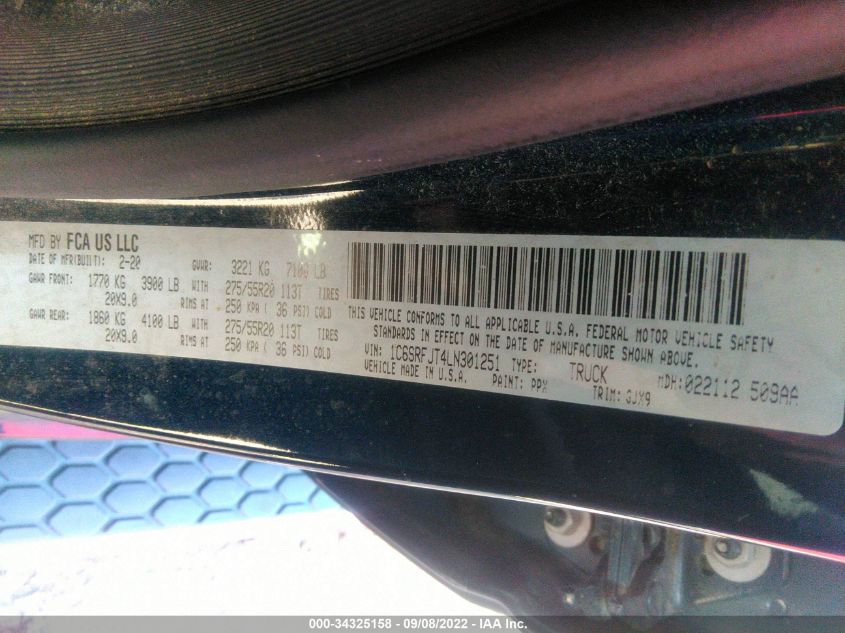 MFD BY FCA US LLC
DATE OF MFR(BUILT): 2-20 GVWR: 3221 KG 7100 LB
GAWR FRONT: 1770 KG 3900 LB WITH 275/55R20 113T TIRES
20X9.0 RIMS AT 250 KPA ( 36 PSI) COLD
GAWR REAR: 1860 KG 4100 LB WITH 275/55R20 113T TIRES
20X9.0 RIMS AT 250 KPA ( 36 PSI) COLD
THIS VEHICLE CONFORMS TO ALL APPLICABLE U.S.A. FEDERAL MOTOR VEHICLE SAFETY
STANDARDS IN EFFECT ON THE DATE OF MANUFACTURE SHOWN ABOVE.
VIN: 1C6SRFJT4LN301251 TYPE: TRUCK MDH: 022112 509AA
VEHICLE MADE IN U.S.A. PAINT: PPX TRIM: GJX9
000-34325158 - 09/08/2022 - IAA Inc.